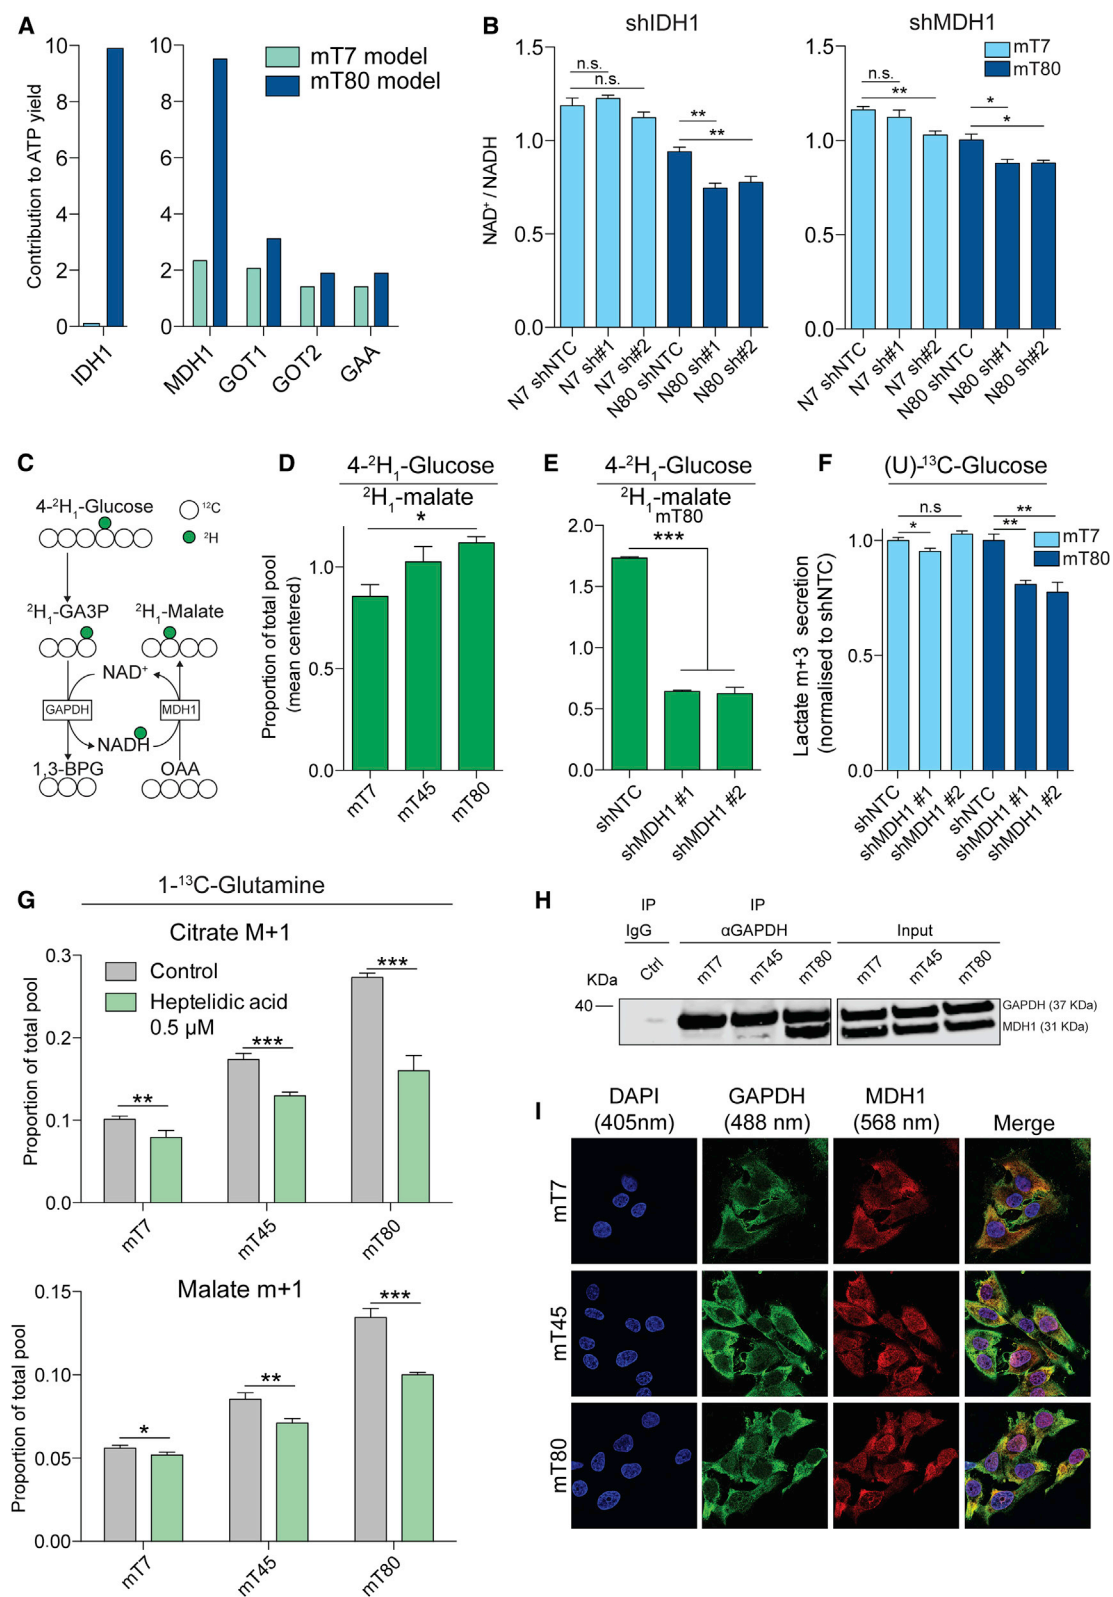 A
10
8
6
4
2
0
Contribution to ATP yield
IDH1
10
8
6
4
2
0
mT7 model
mT80 model
MDH1
GOT1
GOT2
GAA
B
shIDH1
1.5
1.0
0.5
0.0
NAD+ / NADH
n.s.
n.s.
**
**
N7 shNTC
N7 sh#1
N7 sh#2
N80 shNTC
N80 sh#1
N80 sh#2
shMDH1
mT7
mT80
1.5
1.0
0.5
0.0
n.s.
**
*
*
N7 shNTC
N7 sh#1
N7 sh#2
N80 shNTC
N80 sh#1
N80 sh#2
C
4-²H₁-Glucose
¹²C
²H
²H₁-GA3P
²H₁-Malate
NAD+
GAPDH
MDH1
NADH
1,3-BPG
OAA
D
4-²H₁-Glucose
²H₁-malate
*
1.0
0.5
0.0
Proportion of total pool
(mean centered)
mT7
mT45
mT80
E
4-²H₁-Glucose
²H₁-malate
mT80
2.0
1.5
1.0
0.5
0.0
***
shNTC
shMDH1 #1
shMDH1 #2
F
(U)-¹³C-Glucose
n.s
*
**
**
mT7
mT80
1.0
0.5
0.0
Lactate m+3 secretion
(normalised to shNTC)
shNTC
shMDH1 #1
shMDH1 #2
shNTC
shMDH1 #1
shMDH1 #2
G
1-¹³C-Glutamine
Citrate M+1
Control
Heptelidic acid
0.5 µM
0.3
0.2
0.1
0.0
Proportion of total pool
**
***
***
mT7
mT45
mT80
Malate m+1
0.15
0.10
0.05
0.00
Proportion of total pool
*
**
***
mT7
mT45
mT80
H
IP
IgG
IP
αGAPDH
Input
KDa
Ctrl
mT7
mT45
mT80
mT7
mT45
mT80
40
GAPDH (37 KDa)
MDH1 (31 KDa)
I
DAPI
(405nm)
GAPDH
(488 nm)
MDH1
(568 nm)
Merge
mT7
mT45
mT80